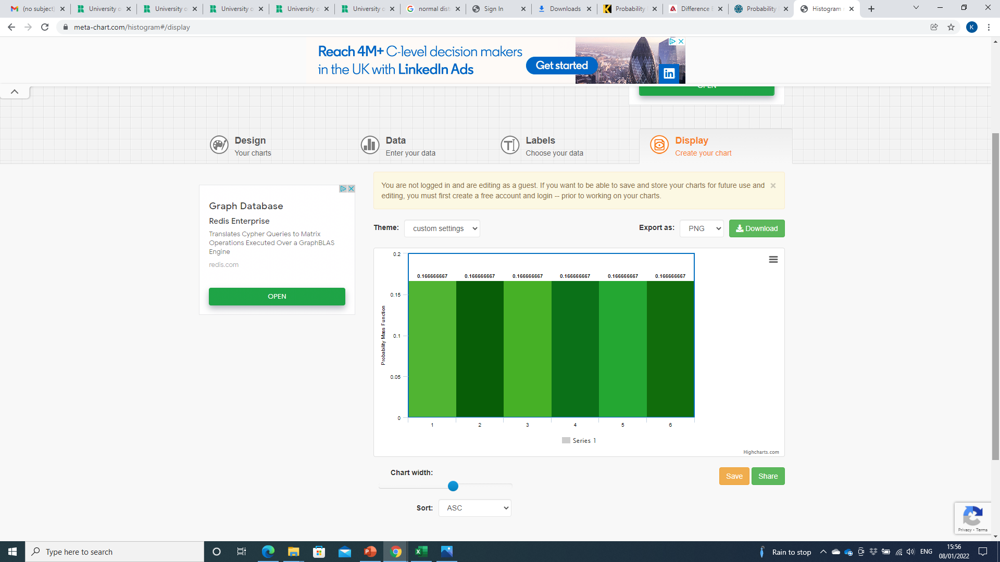 (no subject)
University o
University o
University o
University o
University o
normal dist
Sign In
Downloads
Probability
Difference B
Probability
Histogram
meta-chart.com/histogram#/display
K
Reach 4M+ C-level decision makers
in the UK with LinkedIn Ads
Get started
in
OPEN
Design
Your charts
Data
Enter your data
Labels
Choose your data
Display
Create your chart
You are not logged in and are editing as a guest. If you want to be able to save and store your charts for future use and
editing, you must first create a free account and login -- prior to working on your charts.
Graph Database
Redis Enterprise
Translates Cypher Queries to Matrix
Operations Executed Over a GraphBLAS
Engine
redis.com
OPEN
Theme: custom settings
Export as: PNG Download
0.2
0.15
0.1
0.05
0
Probability Mass Function
0.166666667 0.166666667 0.166666667 0.166666667 0.166666667 0.166666667
1 2 3 4 5 6
Series 1
Highcharts.com
Chart width:
Save Share
Sort: ASC
Privacy - Terms
Type here to search
Rain to stop
ENG
15:56
08/01/2022